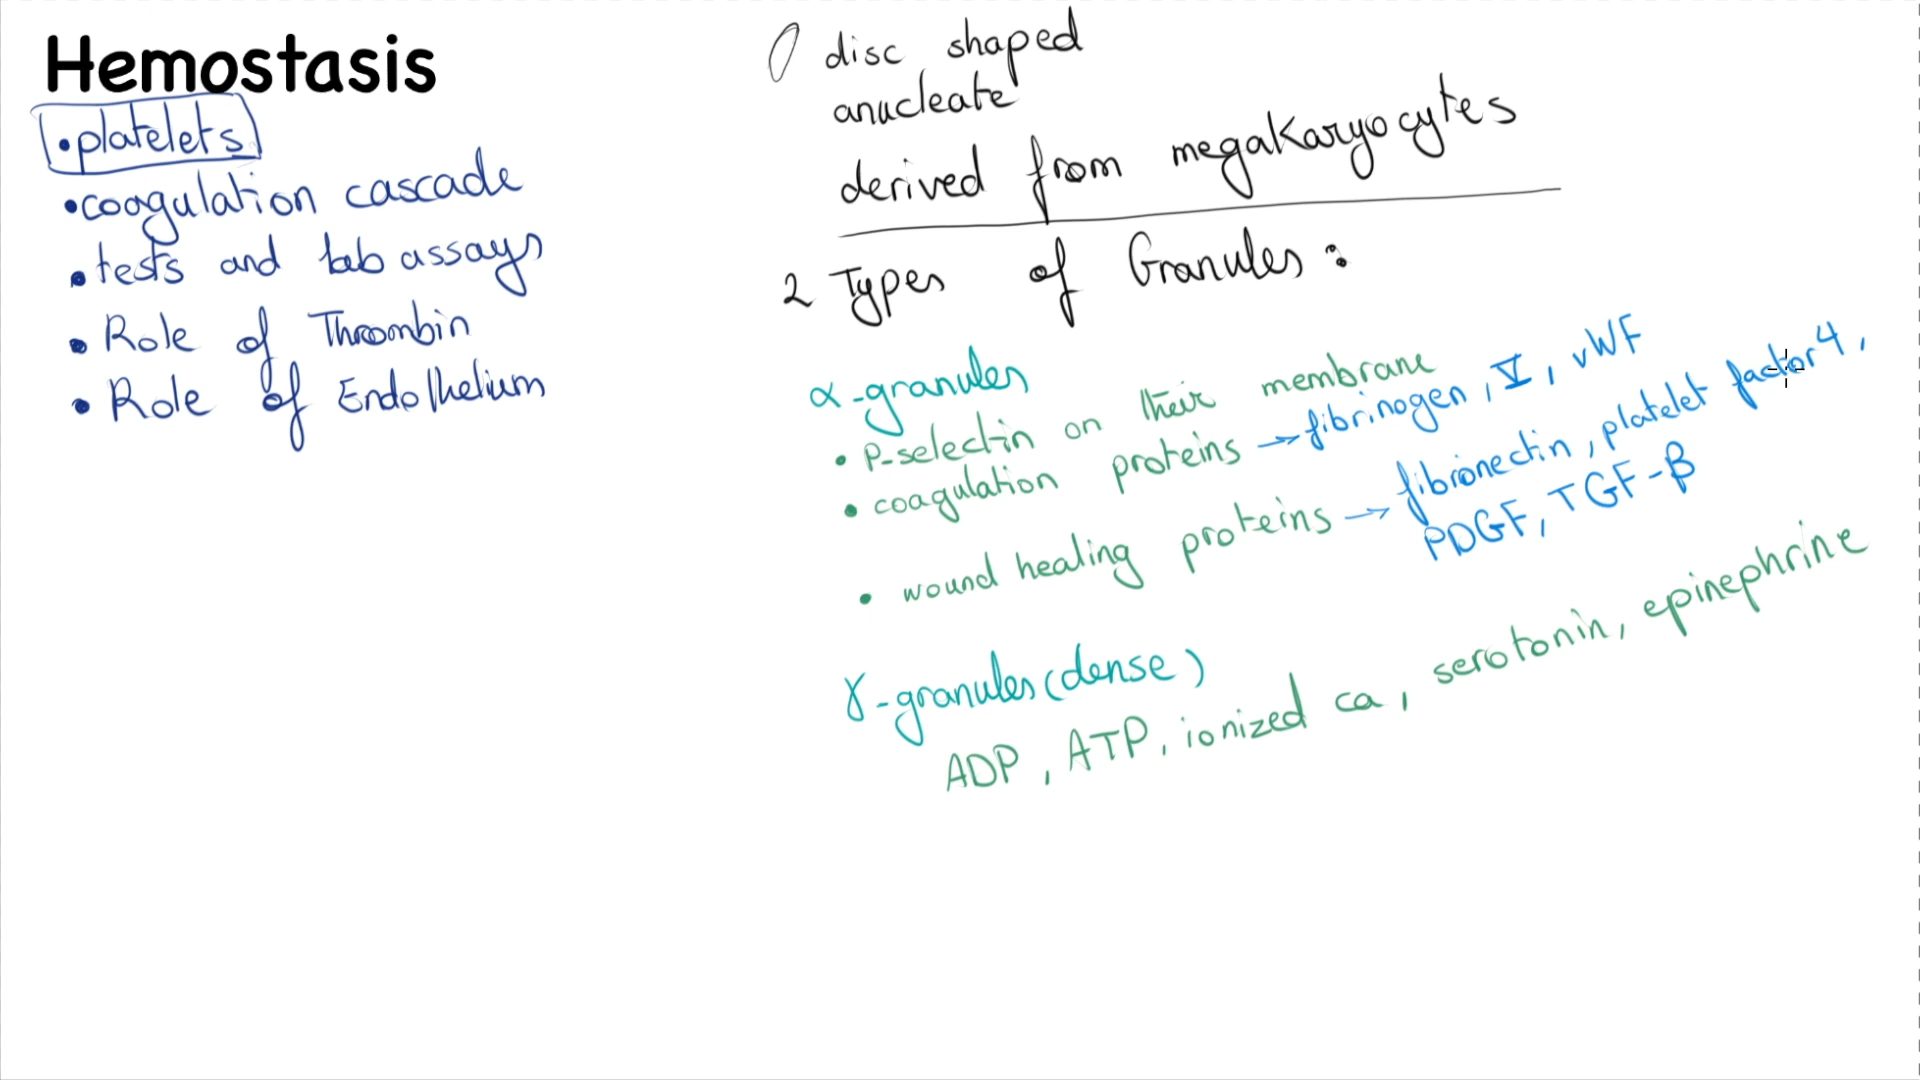 Hemostasis
•platelets
•coagulation cascade
•tests and lab assays
•Role of Thrombin
•Role of Endothelium
disc shaped
anucleate
derived from megakaryocytes
2 Types of Granules:
α-granules
•P-selectin on their membrane
•coagulation proteins → fibrinogen, V, vWF
•wound healing proteins → fibronectin, platelet factor 4,
PDGF, TGF-β
γ-granules (dense)
ADP, ATP, ionized ca, serotonin, epinephrine